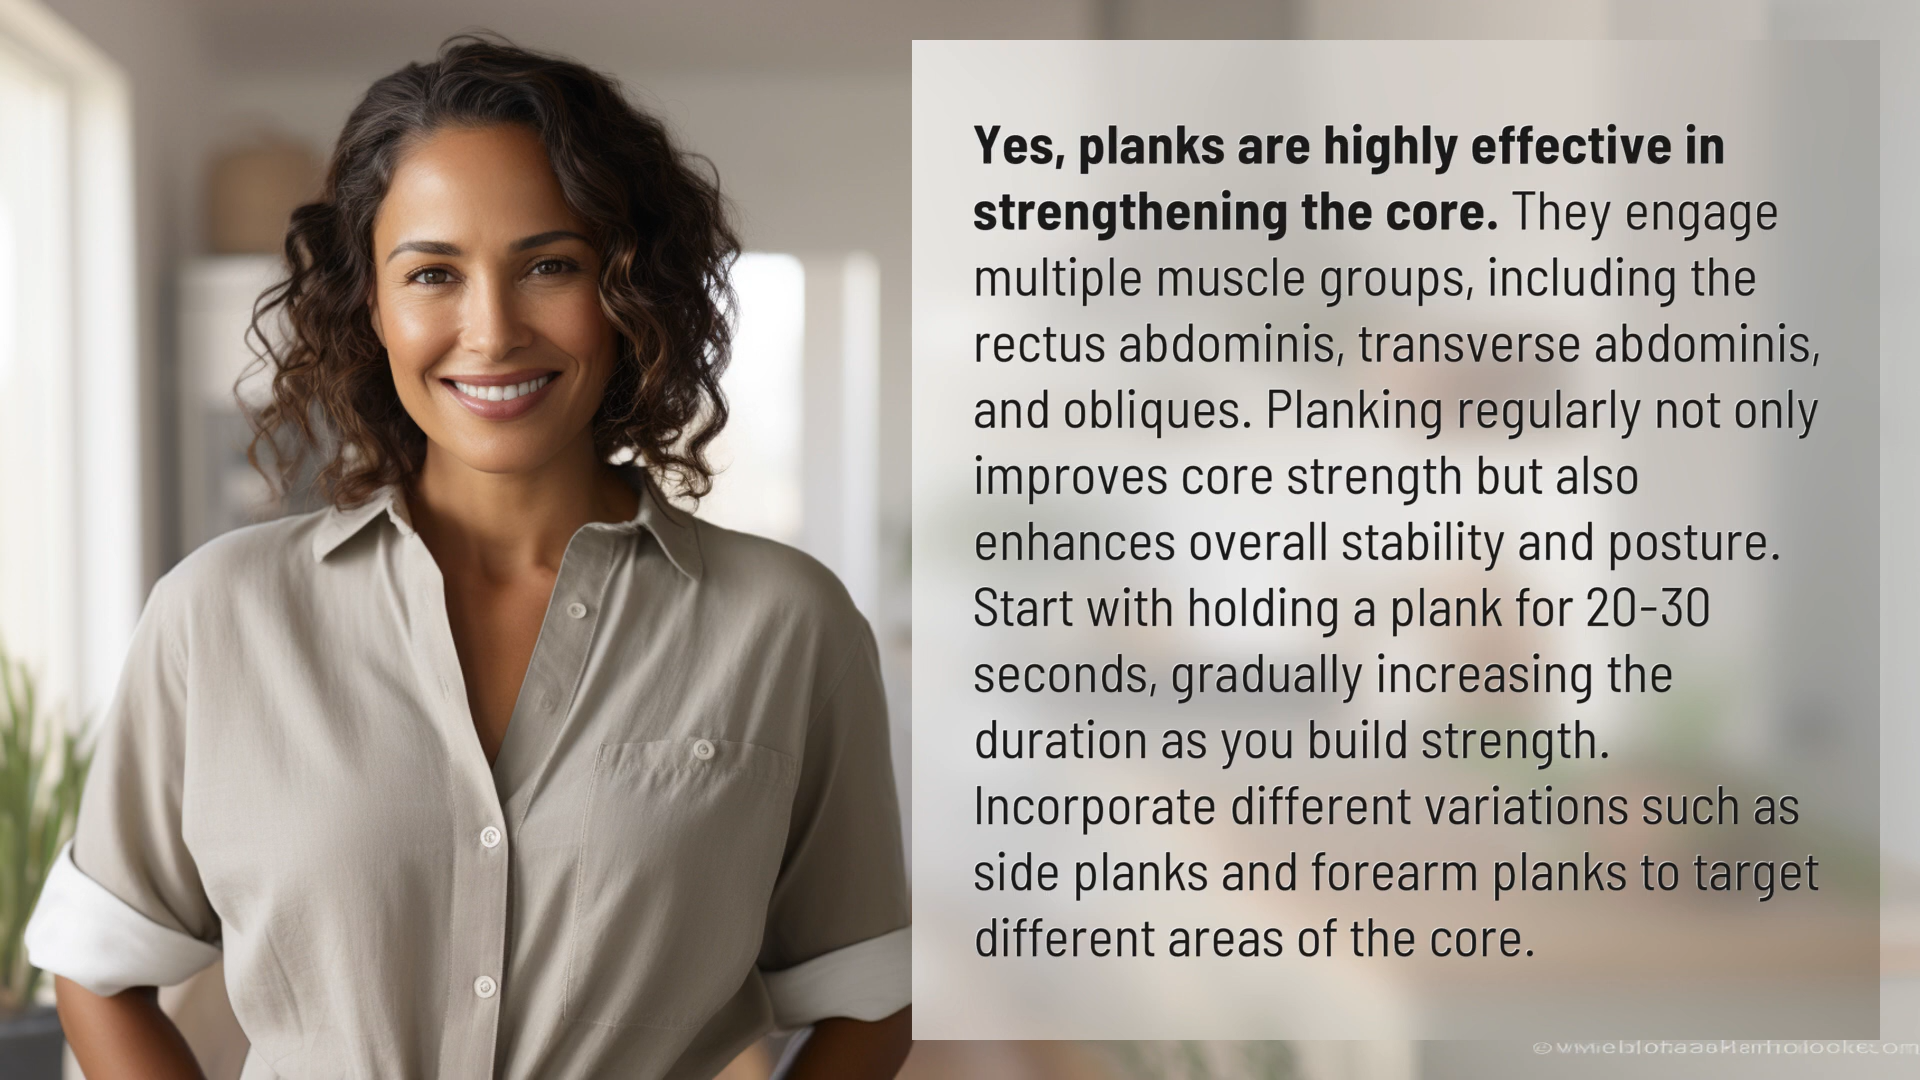 Yes, planks are highly effective in
strengthening the core. They engage
multiple muscle groups, including the
rectus abdominis, transverse abdominis,
and obliques. Planking regularly not only
improves core strength but also
enhances overall stability and posture.
Start with holding a plank for 20-30
seconds, gradually increasing the
duration as you build strength.
Incorporate different variations such as
side planks and forearm planks to target
different areas of the core.